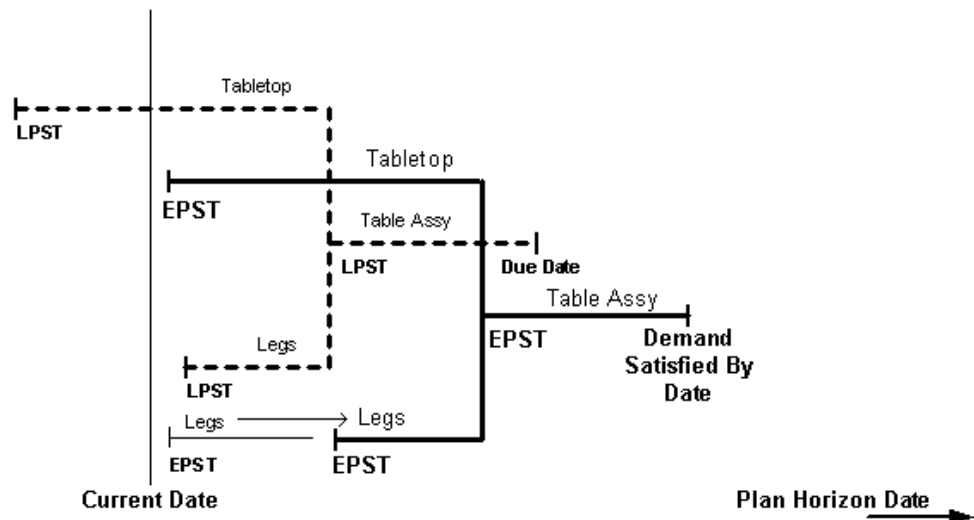 Tabletop
LPST
Tabletop
EPST
Table Assy
LPST
Due Date
Table Assy
EPST
Demand
Satisfied By
Date
Legs
LPST
Legs
Legs
EPST
EPST
Current Date
Plan Horizon Date